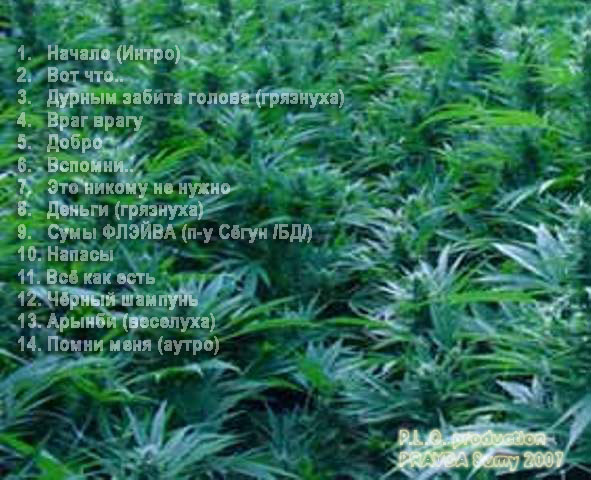 1. Начало (Интро)
2. Вот что..
3. Дурным забита голова (грязнуха)
4. Враг врагу
5. Добро
6. Вспомни..
7. Это никому не нужно
8. Деньги (грязнуха)
9. Сумы ФЛЭЙВА (п-у Сёгун /БД/)
10. Напасы
11. Всё как есть
12. Чёрный шампунь
13. Арынби (веселуха)
14. Помни меня (аутро)
production
Sumy 2007